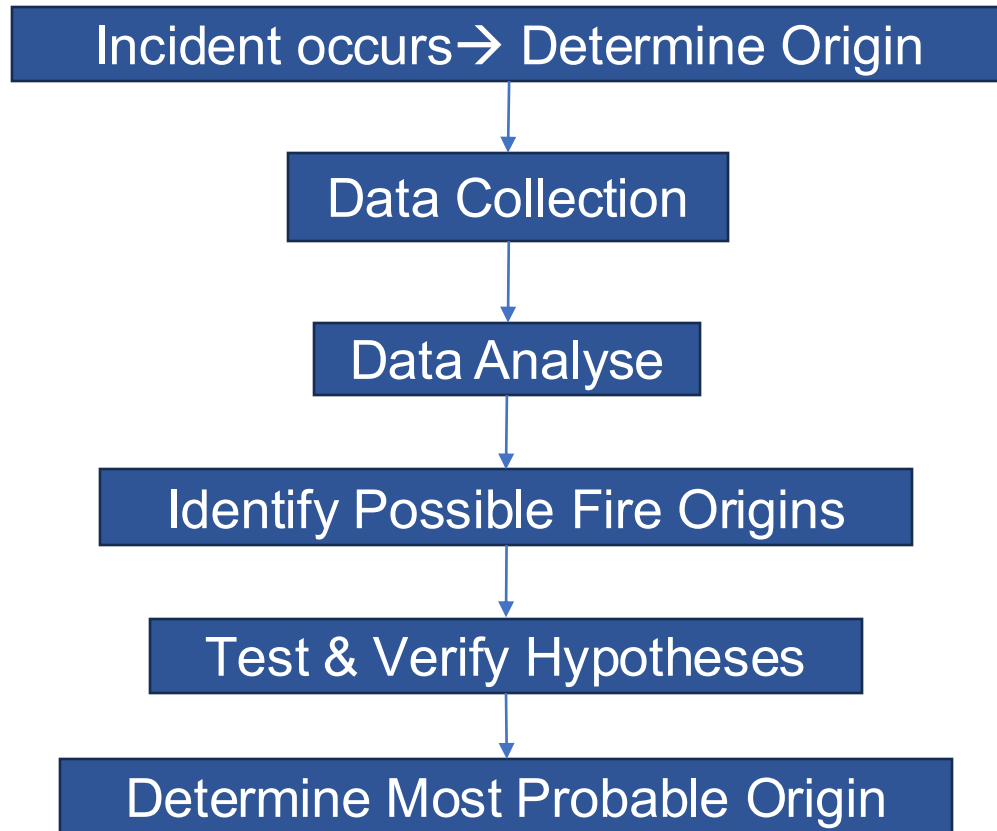 Incident occurs→ Determine Origin
Data Collection
Data Analyse
Identify Possible Fire Origins
Test & Verify Hypotheses
Determine Most Probable Origin